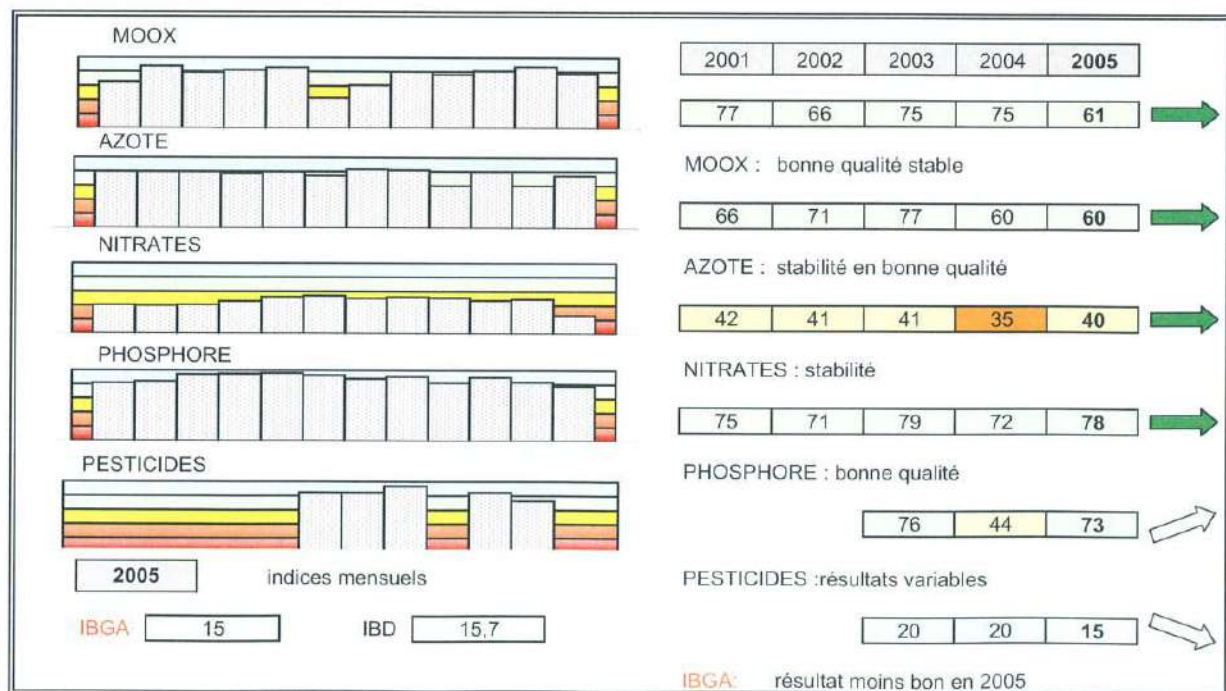 MOOX
AZOTE
NITRATES
PHOSPHORE
PESTICIDES
2005 indices mensuels
IBGA 15 IBD 15,7
2001 2002 2003 2004 2005
77 66 75 75 61
MOOX : bonne qualité stable
66 71 77 60 60
AZOTE : stabilité en bonne qualité
42 41 41 35 40
NITRATES : stabilité
75 71 79 72 78
PHOSPHORE : bonne qualité
76 44 73
PESTICIDES :résultats variables
20 20 15
IBGA: résultat moins bon en 2005